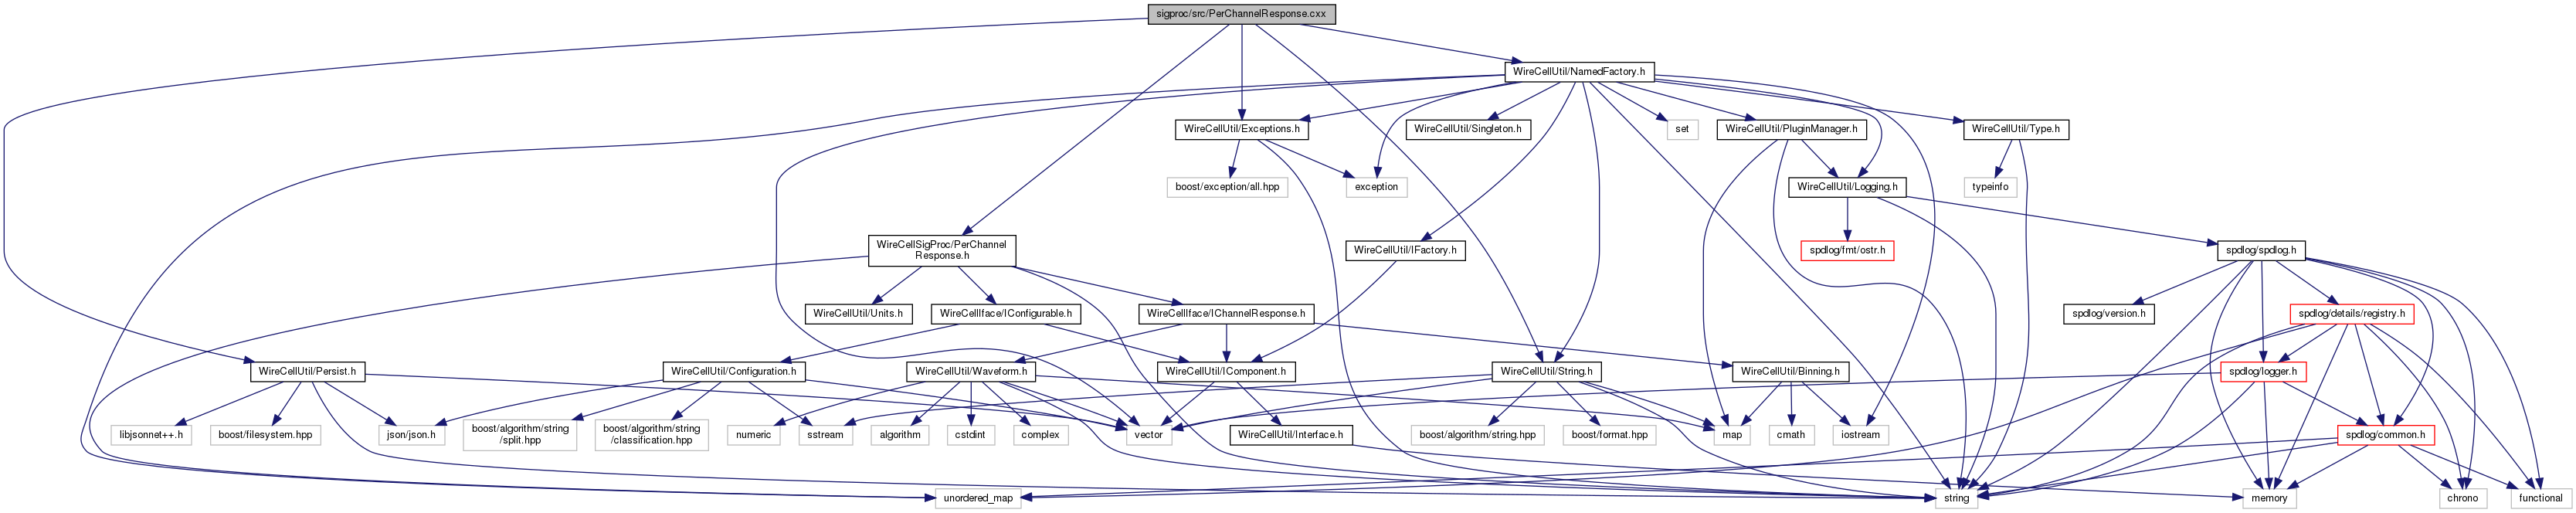 sigproc/src/PerChannelResponse.cxx
WireCellUtil/NamedFactory.h
WireCellUtil/Exceptions.h
WireCellUtil/Singleton.h
set
WireCellUtil/PluginManager.h
WireCellUtil/Type.h
boost/exception/all.hpp
exception
WireCellUtil/Logging.h
typeinfo
WireCellSigProc/PerChannel
Response.h
WireCellUtil/IFactory.h
spdlog/fmt/ostr.h
spdlog/spdlog.h
WireCellUtil/Units.h
WireCellIface/IConfigurable.h
WireCellIface/IChannelResponse.h
spdlog/version.h
spdlog/details/registry.h
WireCellUtil/Persist.h
WireCellUtil/Configuration.h
WireCellUtil/Waveform.h
WireCellUtil/IComponent.h
WireCellUtil/String.h
WireCellUtil/Binning.h
spdlog/logger.h
libjsonnet++.h
boost/filesystem.hpp
json/json.h
boost/algorithm/string
/split.hpp
boost/algorithm/string
/classification.hpp
numeric
sstream
algorithm
cstdint
complex
vector
WireCellUtil/Interface.h
boost/algorithm/string.hpp
boost/format.hpp
map
cmath
iostream
spdlog/common.h
unordered_map
string
memory
chrono
functional